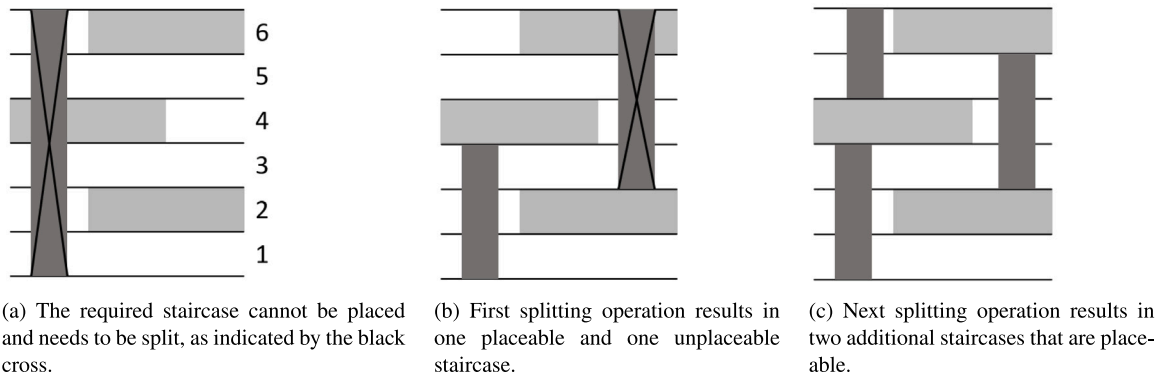 6
5
4
3
2
1
(a) The required staircase cannot be placed
and needs to be split, as indicated by the black
cross.
(b) First splitting operation results in
one placeable and one unplaceable
staircase.
(c) Next splitting operation results in
two additional staircases that are place-
able.